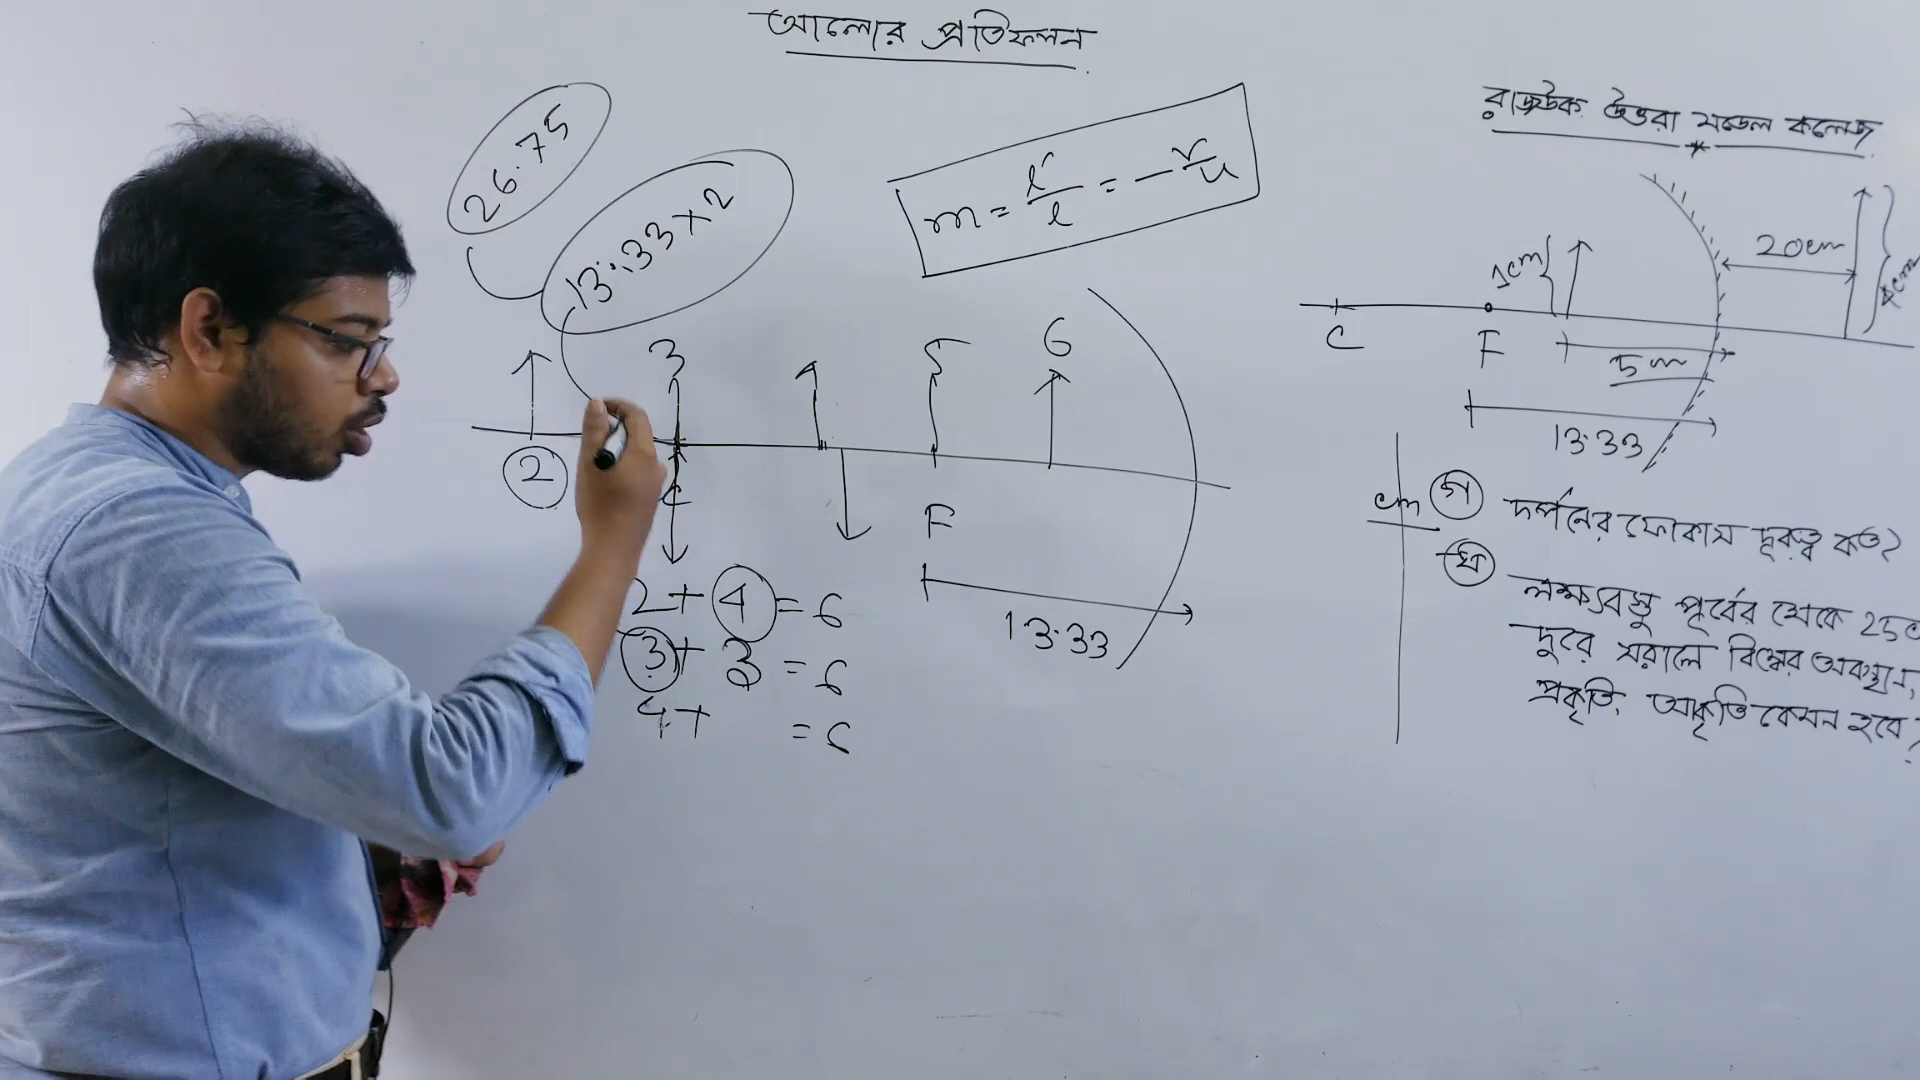 আলোর প্রতিফলন
26.75
13.33 × 2
m = l'/l = - v/u
রাজউক উত্তরা মডেল কলেজ
1cm
20cm
4cm
C
F
5cm
13.33
2
3
4
5
6
C
F
13.33
2 + 4 = 6
3 + 3 = 6
4 + = 6
cm
গ দর্পনের ফোকাস দূরত্ব কত?
ঘ লক্ষ্যবস্তু পূর্বের থেকে 25c
দুরে সরালে বিম্বের অবস্থান,
প্রকৃতি, আকৃতি কেমন হবে?